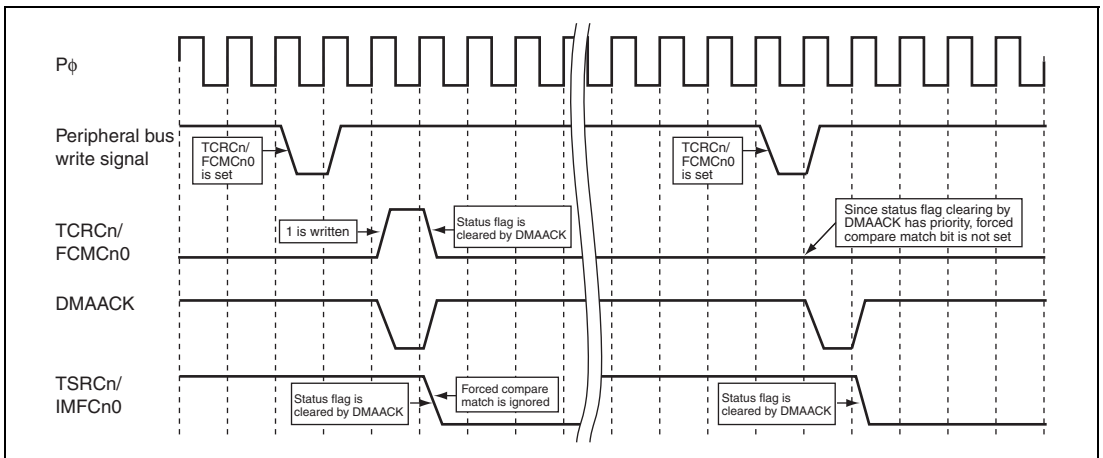 Pϕ
Peripheral bus
write signal
TCRCn/
FCMCn0
is set
TCRCn/
FCMCn0
is set
TCRCn/
FCMCn0
1 is written
Status flag is
cleared by DMAACK
Since status flag clearing by
DMAACK has priority, forced
compare match bit is not set
DMAACK
TSRCn/
IMFCn0
Status flag is
cleared by DMAACK
Forced compare
match is ignored
Status flag is
cleared by DMAACK